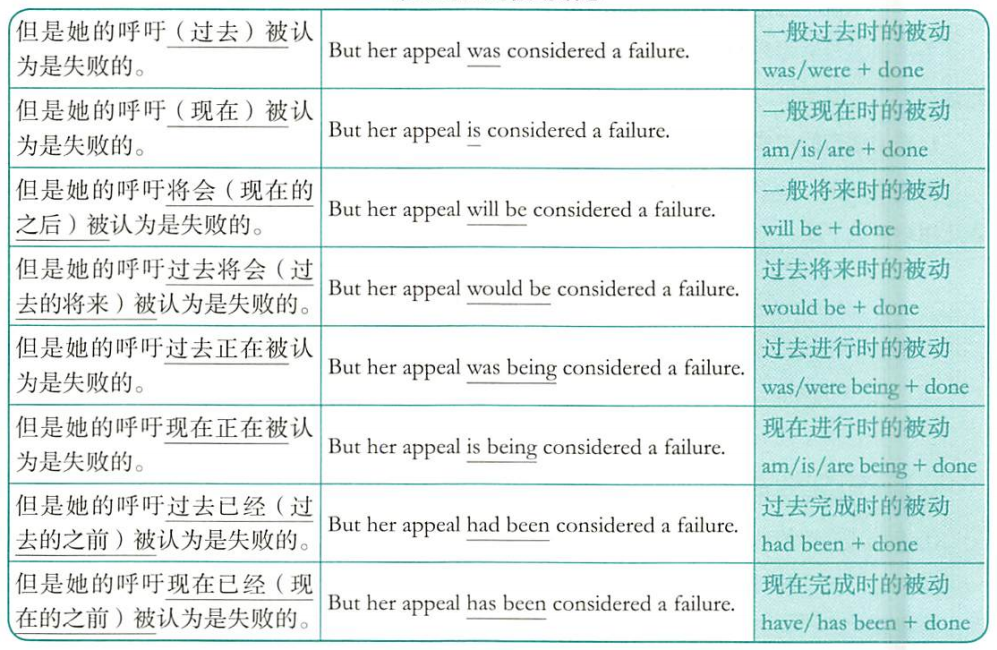 但是她的呼吁（过去）被认
为是失败的。
But her appeal was considered a failure.
一般过去时的被动
was/were + done
但是她的呼吁（现在）被认
为是失败的。
But her appeal is considered a failure.
一般现在时的被动
am/is/are + done
但是她的呼吁将会（现在的
之后）被认为是失败的。
But her appeal will be considered a failure.
一般将来时的被动
will be + done
但是她的呼吁过去将会（过
去的将来）被认为是失败的。
But her appeal would be considered a failure.
过去将来时的被动
would be + done
但是她的呼吁过去正在被认
为是失败的。
But her appeal was being considered a failure.
过去进行时的被动
was/were being + done
但是她的呼吁现在正在被认
为是失败的。
But her appeal is being considered a failure.
现在进行时的被动
am/is/are being + done
但是她的呼吁过去已经（过
去的之前）被认为是失败的。
But her appeal had been considered a failure.
过去完成时的被动
had been + done
但是她的呼吁现在已经（现
在的之前）被认为是失败的。
But her appeal has been considered a failure.
现在完成时的被动
have/has been + done